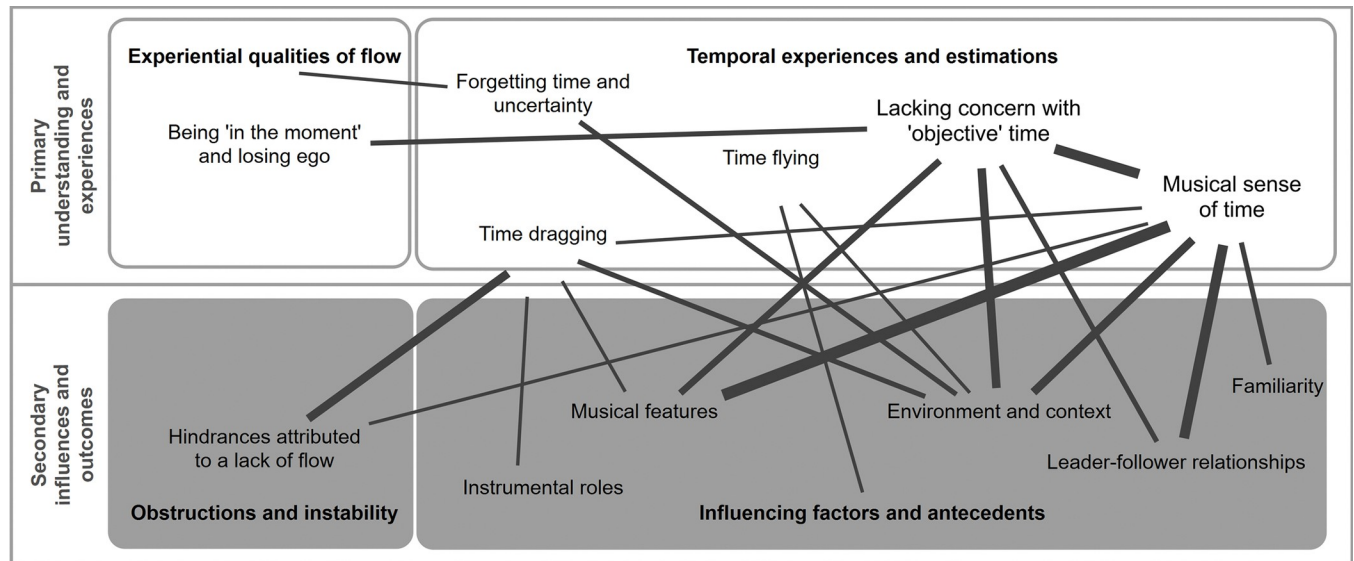 Primary
understanding and
experiences
Experiential qualities of flow
Being 'in the moment'
and losing ego
Temporal experiences and estimations
Forgetting time and
uncertainty
Lacking concern with
'objective' time
Time flying
Musical sense
of time
Time dragging
Secondary
influences and
outcomes
Hindrances attributed
to a lack of flow
Obstructions and instability
Musical features
Environment and context
Familiarity
Leader-follower relationships
Instrumental roles
Influencing factors and antecedents